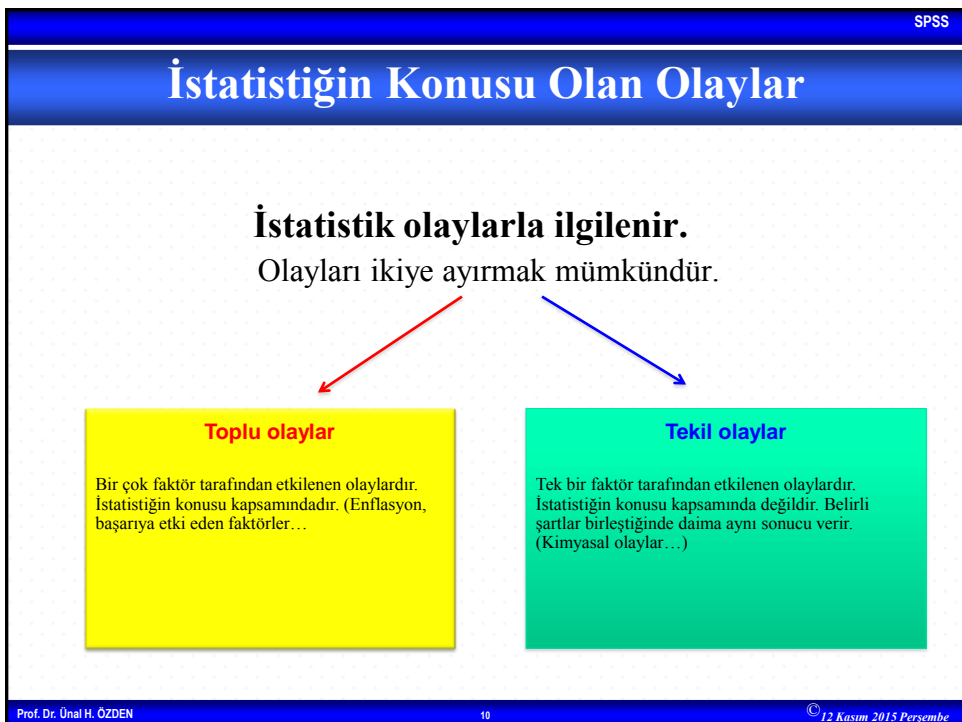 SPSS
İstatistiğin Konusu Olan Olaylar
İstatistik olaylarla ilgilenir.
Olayları ikiye ayırmak mümkündür.
Toplu olaylar
Bir çok faktör tarafından etkilenen olaylardır.
İstatistiğin konusu kapsamındadır. (Enflasyon,
başarıya etki eden faktörler…
Tekil olaylar
Tek bir faktör tarafından etkilenen olaylardır.
İstatistiğin konusu kapsamında değildir. Belirli
şartlar birleştiğinde daima aynı sonucu verir.
(Kimyasal olaylar…)
Prof. Dr. Ünal H. ÖZDEN
10
© 12 Kasım 2015 Perşembe